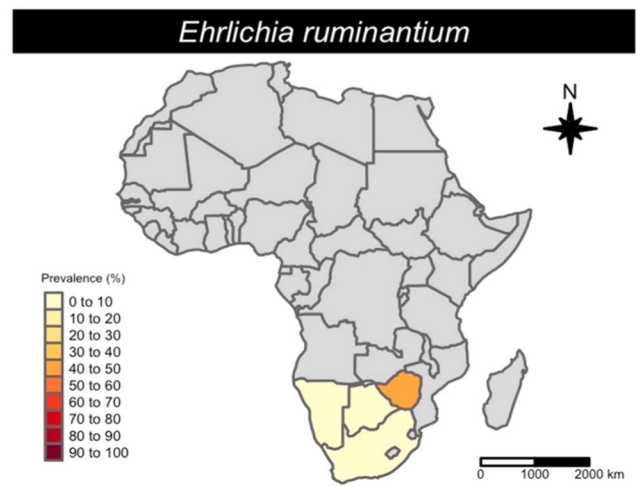 Ehrlichia ruminantium
N
Prevalence (%)
0 to 10
10 to 20
20 to 30
30 to 40
40 to 50
50 to 60
60 to 70
70 to 80
80 to 90
90 to 100
0 1000 2000 km